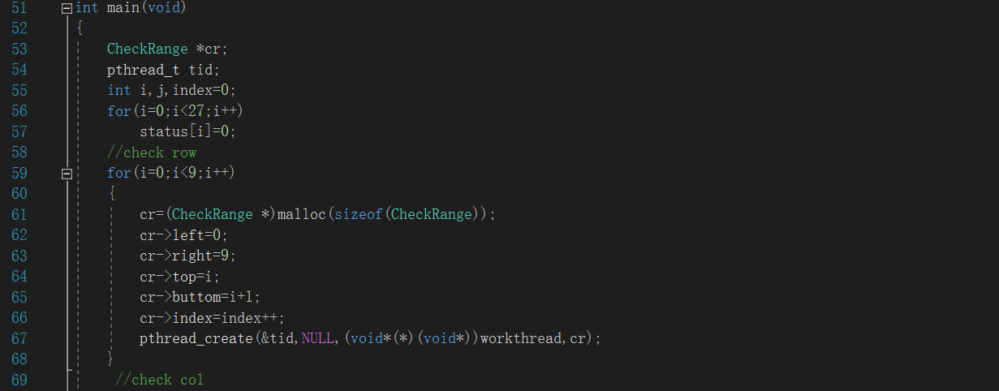 51 int main(void)
52 {
53 CheckRange *cr;
54 pthread_t tid;
55 int i,j,index=0;
56 for(i=0;i<27;i++)
57 status[i]=0;
58 //check row
59 for(i=0;i<9;i++)
60 {
61 cr=(CheckRange *)malloc(sizeof(CheckRange));
62 cr->left=0;
63 cr->right=9;
64 cr->top=i;
65 cr->buttom=i+1;
66 cr->index=index++;
67 pthread_create(&tid,NULL,(void*(*)(void*))workthread,cr);
68 }
69 //check col